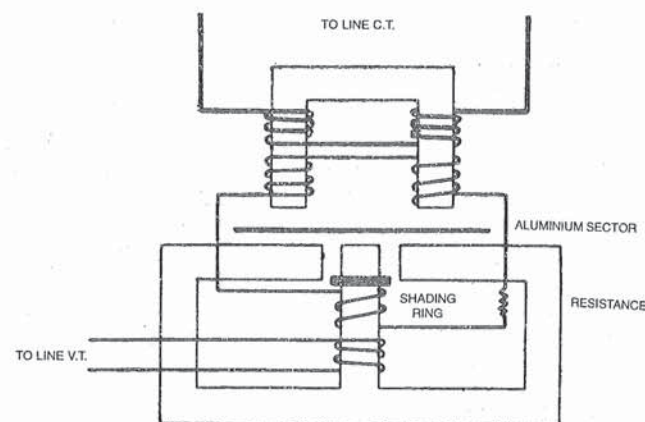 TO LINE C.T.
ALUMINIUM SECTOR
SHADING
RING
RESISTANCE
TO LINE V.T.